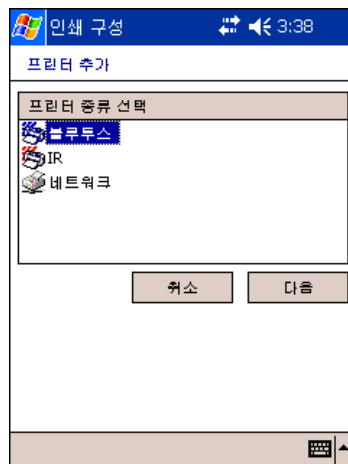 인쇄 구성 3:38
프린터 추가
프린터 종류 선택
블루투스
IR
네트워크
취소 다음